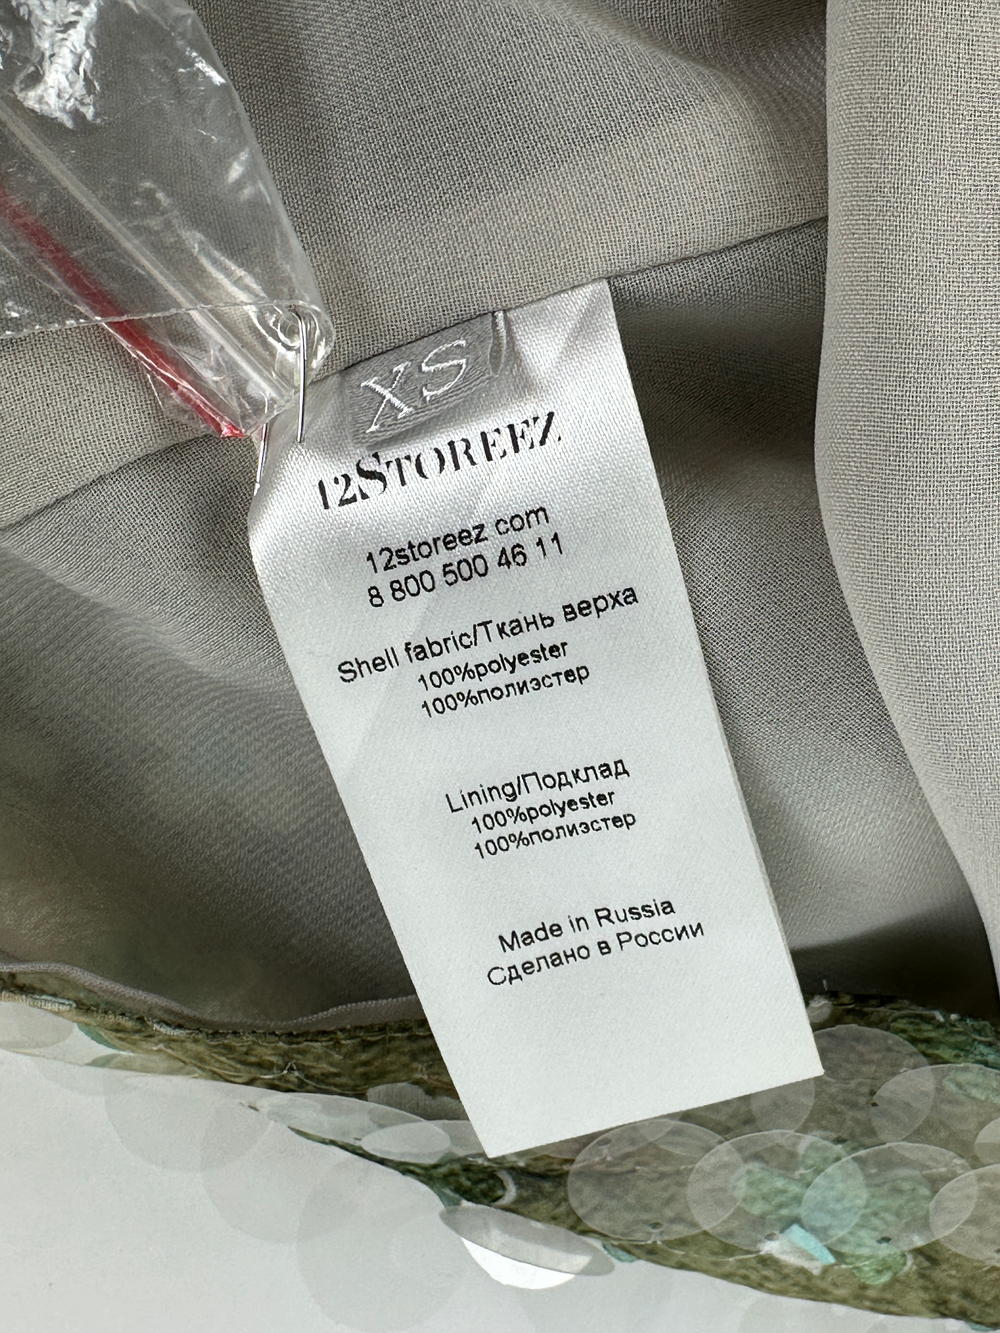 XS
12STOREEZ
12storeez com
8 800 500 46 11
Shell fabric/Ткань верха
100%polyester
100%полиэстер
Lining/Подклад
100%polyester
100%полиэстер
Made in Russia
Сделано в России